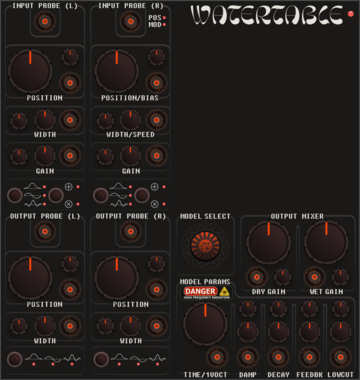 INPUT PROBE (L)
INPUT PROBE (R)
POS
MOD
WATERTABLE
POSITION
POSITION/BIAS
WIDTH
WIDTH/SPEED
GAIN
GAIN
OUTPUT PROBE (L)
OUTPUT PROBE (R)
MODEL SELECT
OUTPUT MIXER
POSITION
POSITION
DRY GAIN
WET GAIN
MODEL PARAMS
DANGER
HIGH FREQUENCY RADIATION
WIDTH
WIDTH
TIME/1VOCT
DAMP
DECAY
FEEDBK
LOWCUT